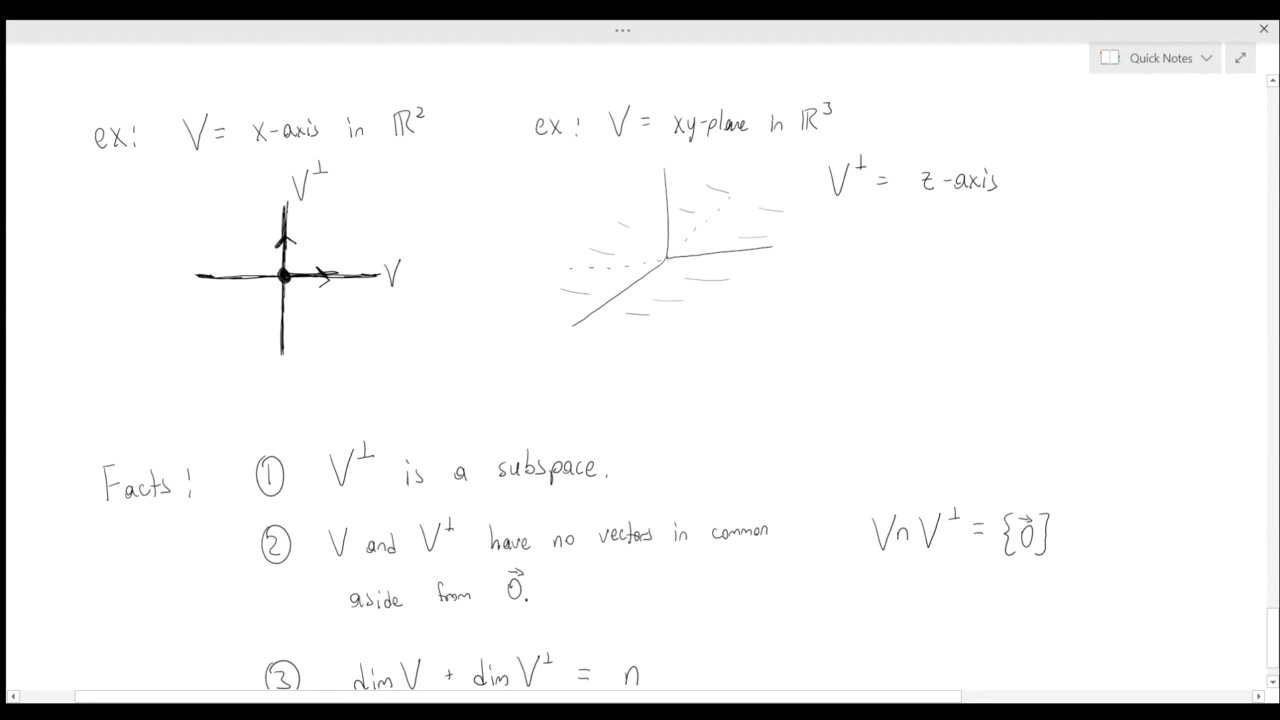 Quick Notes
ex: V = x-axis in ℝ²
ex: V = xy-plane in ℝ³
V⊥ = z-axis
V⊥
V
Facts: ① V⊥ is a subspace.
② V and V⊥ have no vectors in common
aside from 0⃗.
V∩V⊥ = {0⃗}
③ dim V + dim V⊥ = n